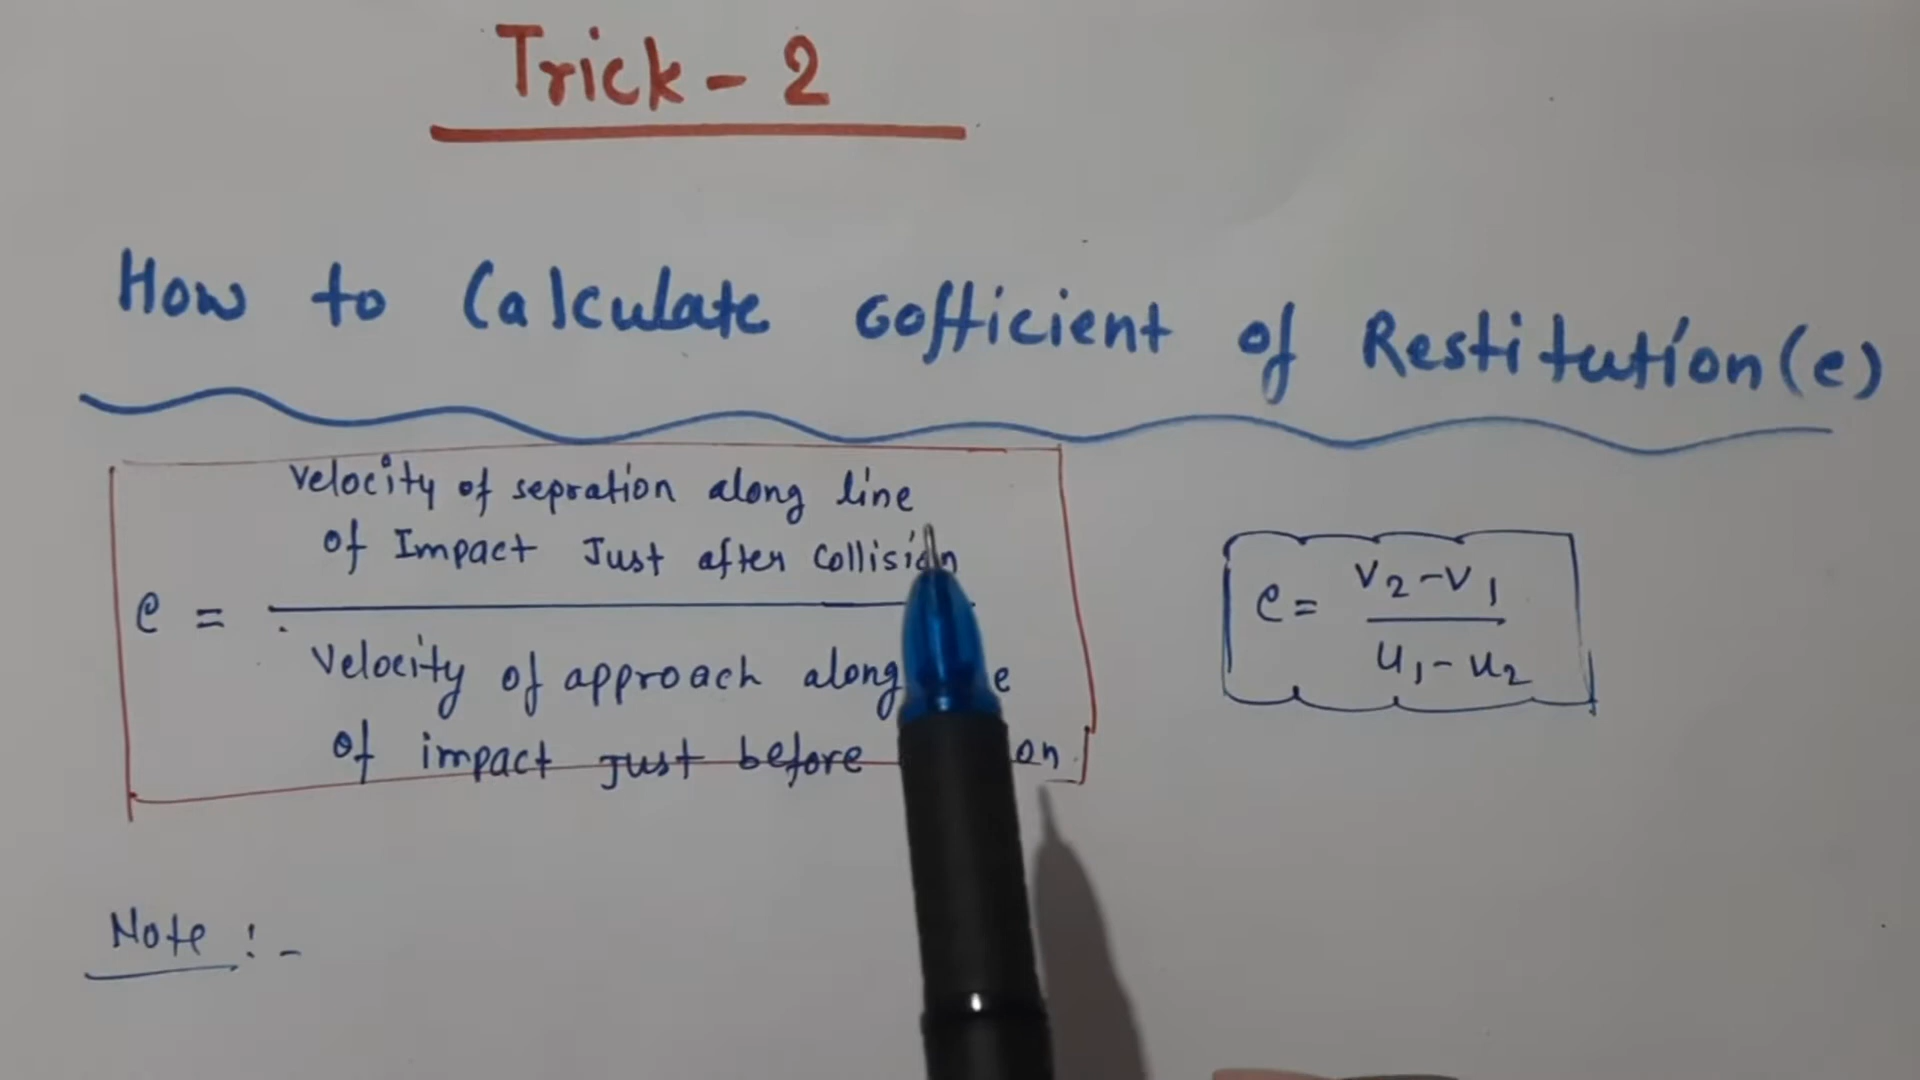 Trick - 2
How to Calculate Cofficient of Restitution (e)
Velocity of sepration along line
of Impact Just after Collision
e =
Velocity of approach along
of impact just before
e = v2-v1
u1-u2
Note :-